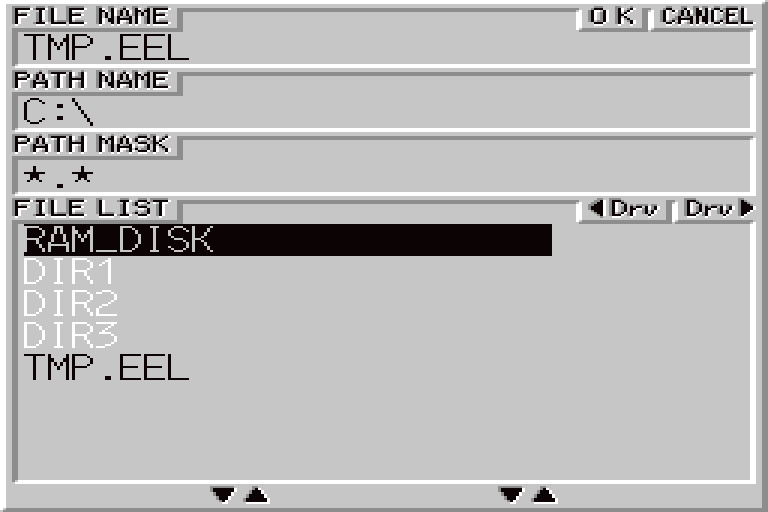 FILE NAME OK CANCEL
TMP.EEL
PATH NAME
C:\
PATH MASK
*.*
FILE LIST ◀Drv Drv▶
RAM_DISK
DIR1
DIR2
DIR3
TMP.EEL
▼▲ ▼▲